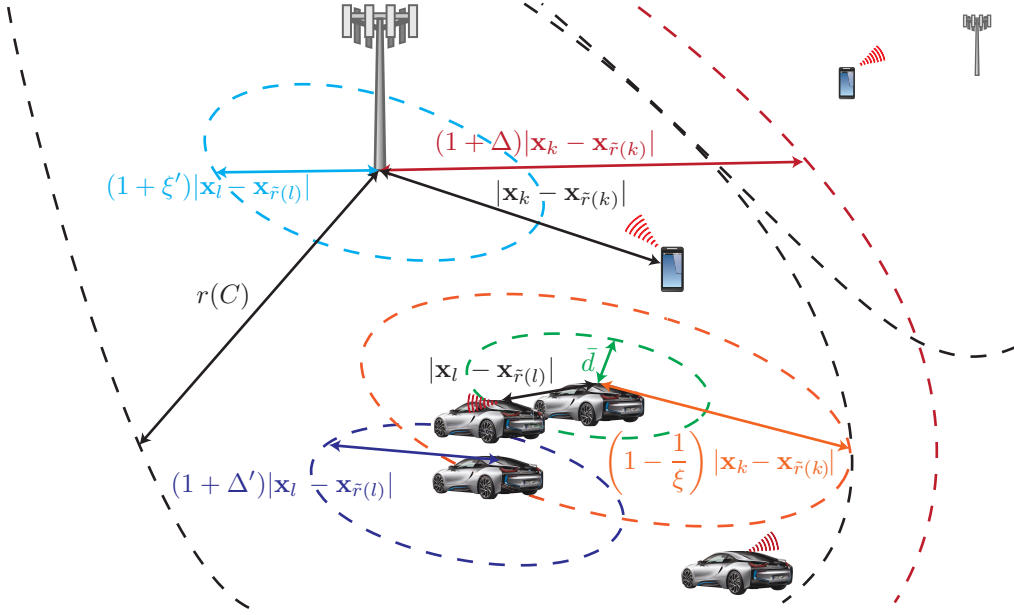 (1 + Δ)|x_k − x_{r̃(k)}|
(1 + ξ′)|x_l − x_{r̃(l)}|
|x_k − x_{r̃(k)}|
r(C)
d̄
|x_l − x_{r̃(l)}|
(1 − 1/ξ) |x_k − x_{r̃(k)}|
(1 + Δ′)|x_l − x_{r̃(l)}|